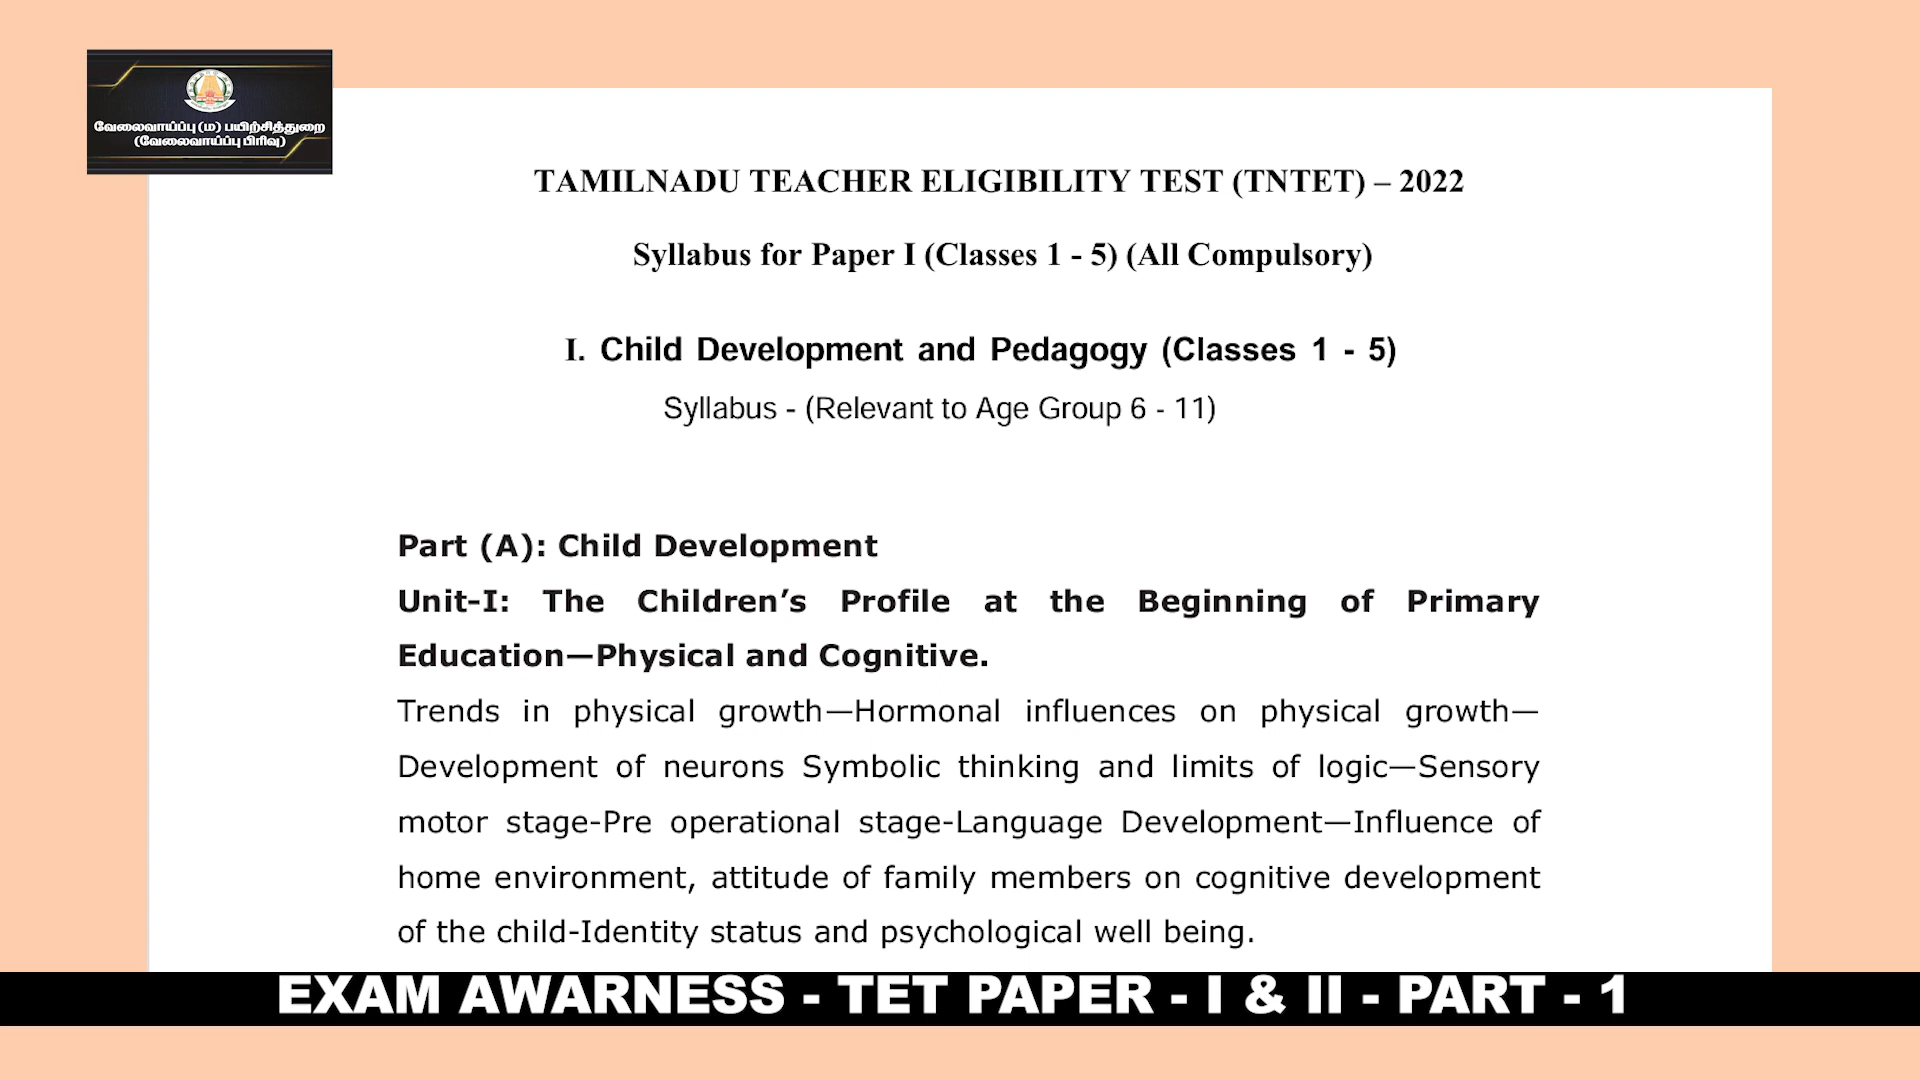 வேலைவாய்ப்பு (ம) பயிற்சித்துறை
(வேலைவாய்ப்பு பிரிவு)
TAMILNADU TEACHER ELIGIBILITY TEST (TNTET) – 2022
Syllabus for Paper I (Classes 1 - 5) (All Compulsory)
I. Child Development and Pedagogy (Classes 1 - 5)
Syllabus - (Relevant to Age Group 6 - 11)
Part (A): Child Development
Unit-I: The Children’s Profile at the Beginning of Primary
Education—Physical and Cognitive.
Trends in physical growth—Hormonal influences on physical growth—
Development of neurons Symbolic thinking and limits of logic—Sensory
motor stage-Pre operational stage-Language Development—Influence of
home environment, attitude of family members on cognitive development
of the child-Identity status and psychological well being.
EXAM AWARNESS - TET PAPER - I & II - PART - 1